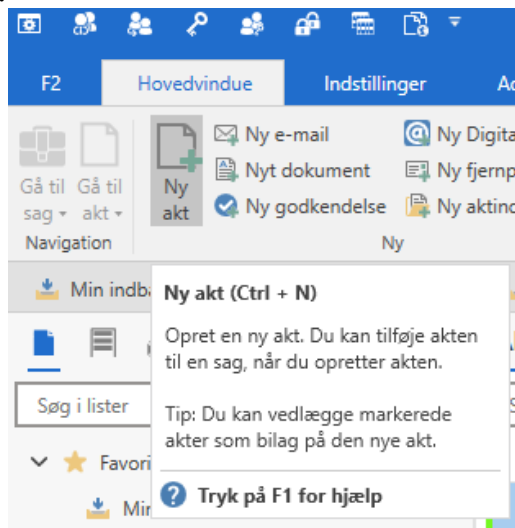 F2 Hovedvindue Indstillinger
Ny e-mail
Nyt dokument
Ny godkendelse
Gå til sag
Gå til akt
Ny akt
Navigation
Ny
Min
Ny akt (Ctrl + N)
Opret en ny akt. Du kan tilføje akten
til en sag, når du opretter akten.
Tip: Du kan vedlægge markerede
akter som bilag på den nye akt.
Tryk på F1 for hjælp
Søg i lister